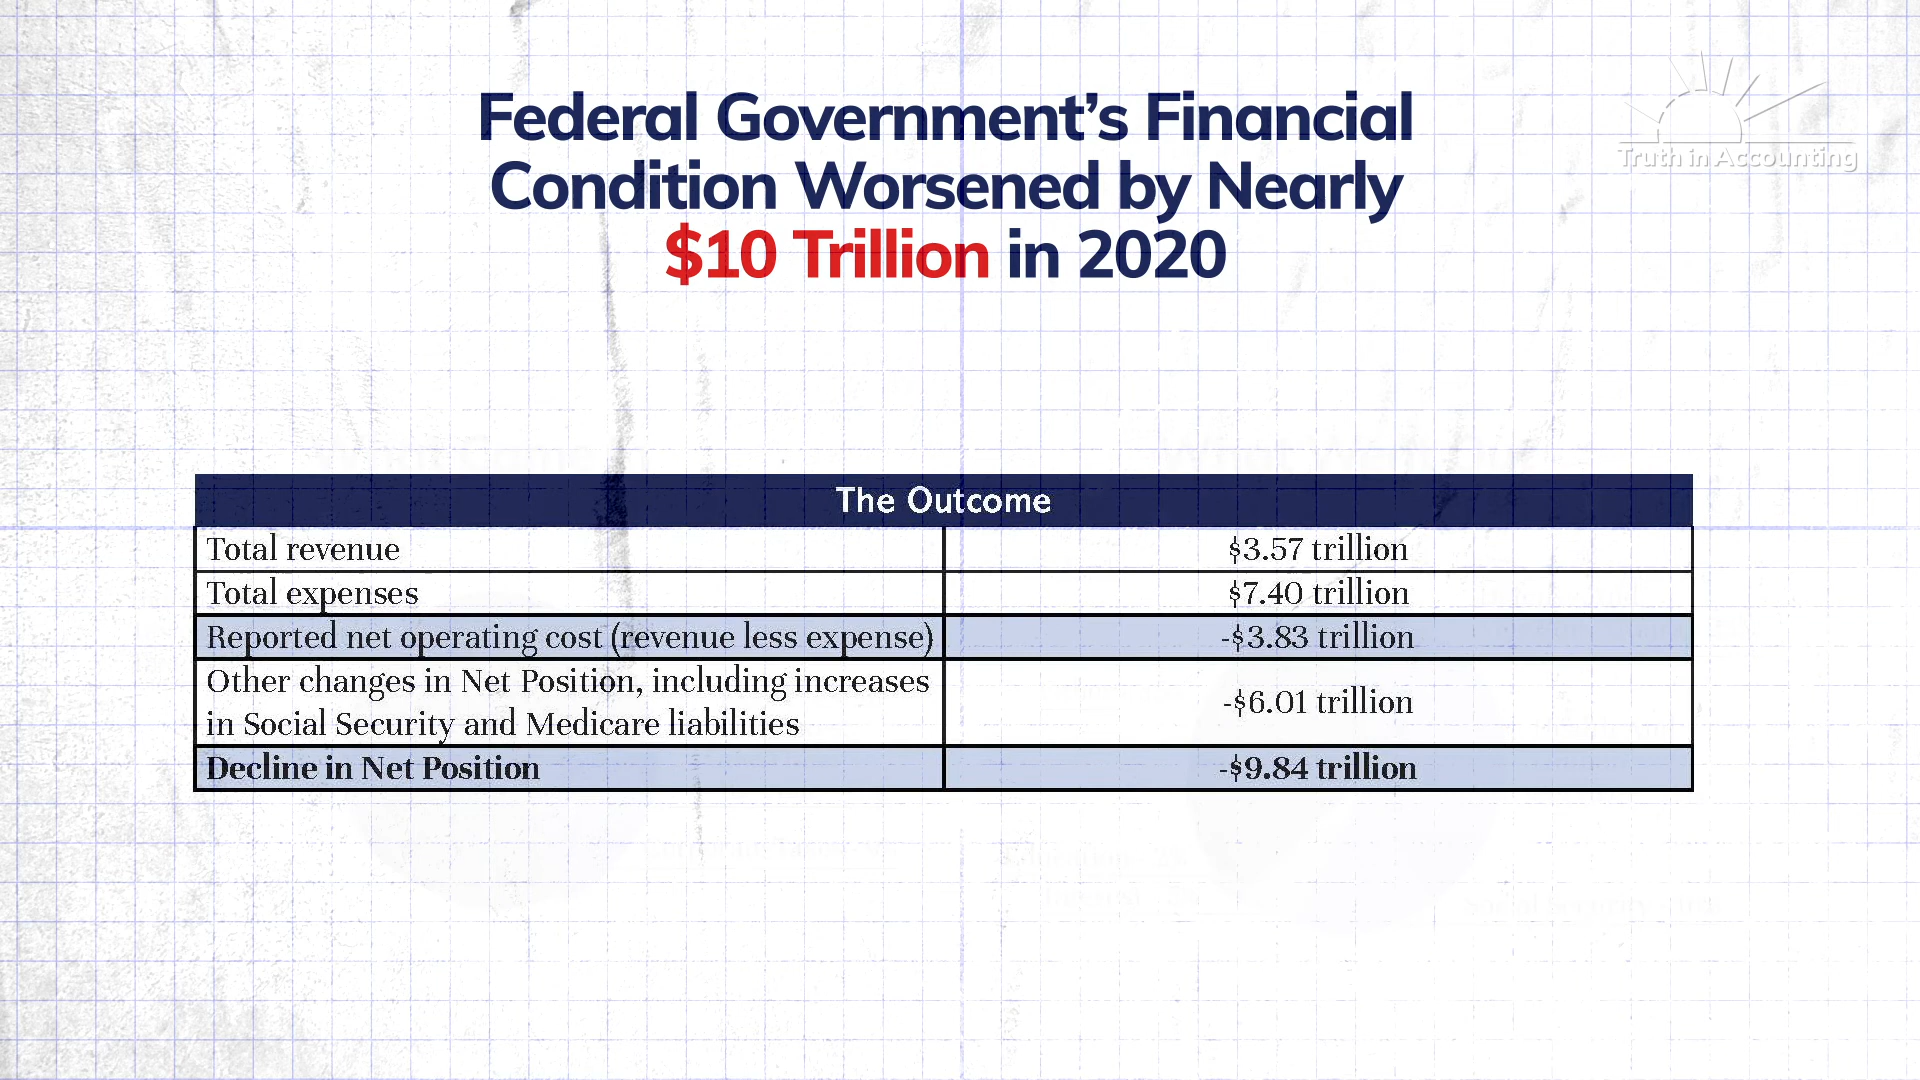 Federal Government’s Financial
Condition Worsened by Nearly
$10 Trillion in 2020
Truth in Accounting
The Outcome
Total revenue $3.57 trillion
Total expenses $7.40 trillion
Reported net operating cost (revenue less expense) -$3.83 trillion
Other changes in Net Position, including increases
in Social Security and Medicare liabilities -$6.01 trillion
Decline in Net Position -$9.84 trillion